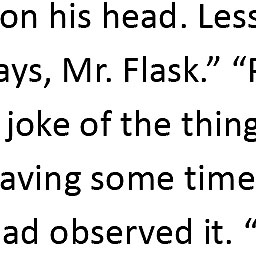 on his head. Less
ays, Mr. Flask.” “
joke of the thing
aving some time
ad observed it. “